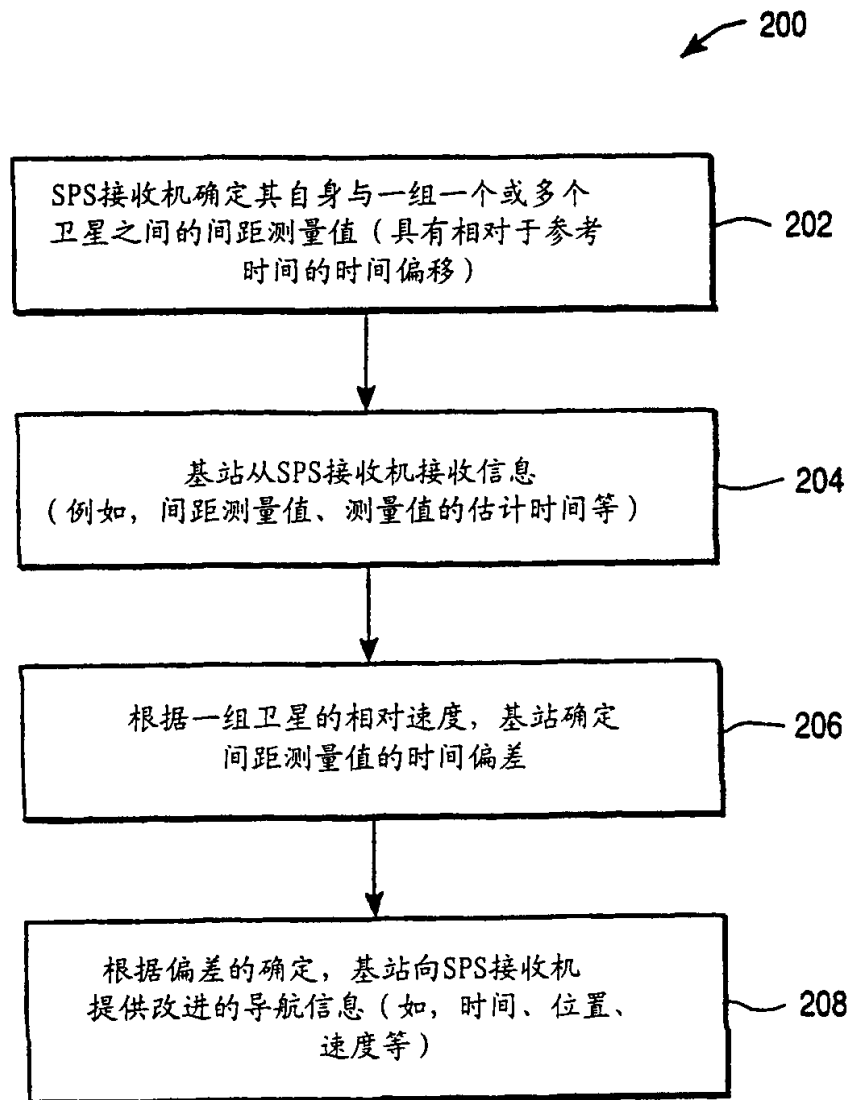 200
SPS接收机确定其自身与一组一个或多个
卫星之间的间距测量值（具有相对于参考
时间的时间偏移）
202
基站从SPS接收机接收信息
（例如，间距测量值、测量值的估计时间等）
204
根据一组卫星的相对速度，基站确定
间距测量值的时间偏差
206
根据偏差的确定，基站向SPS接收机
提供改进的导航信息（如，时间、位置、
速度等）
208